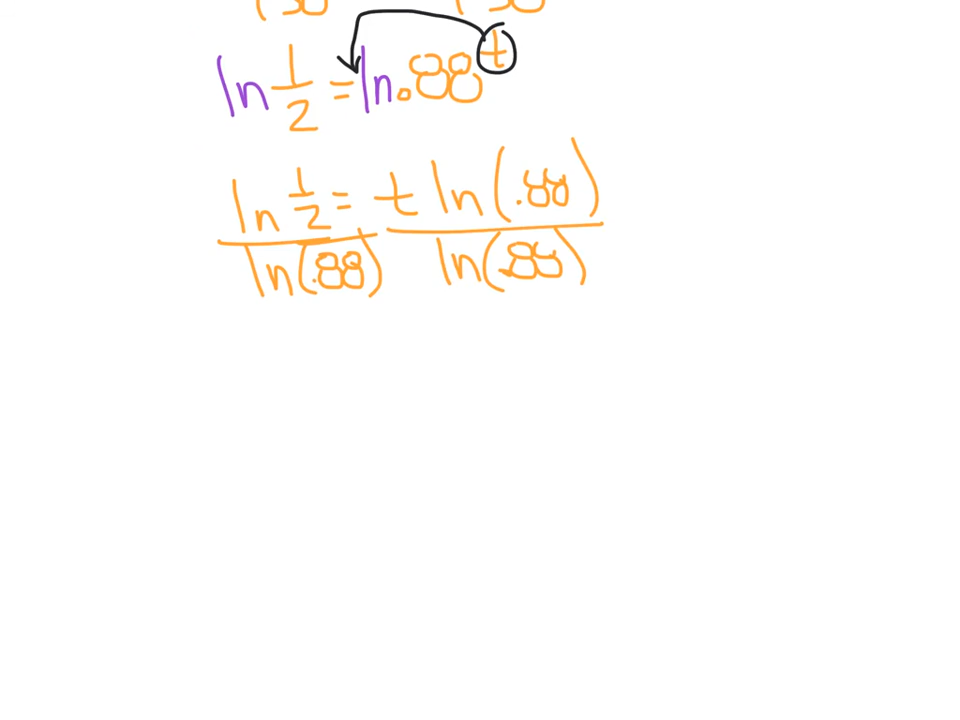 ln 1/2 = ln .88^t
ln 1/2 = t ln(.88)
ln(.88) ln(.88)